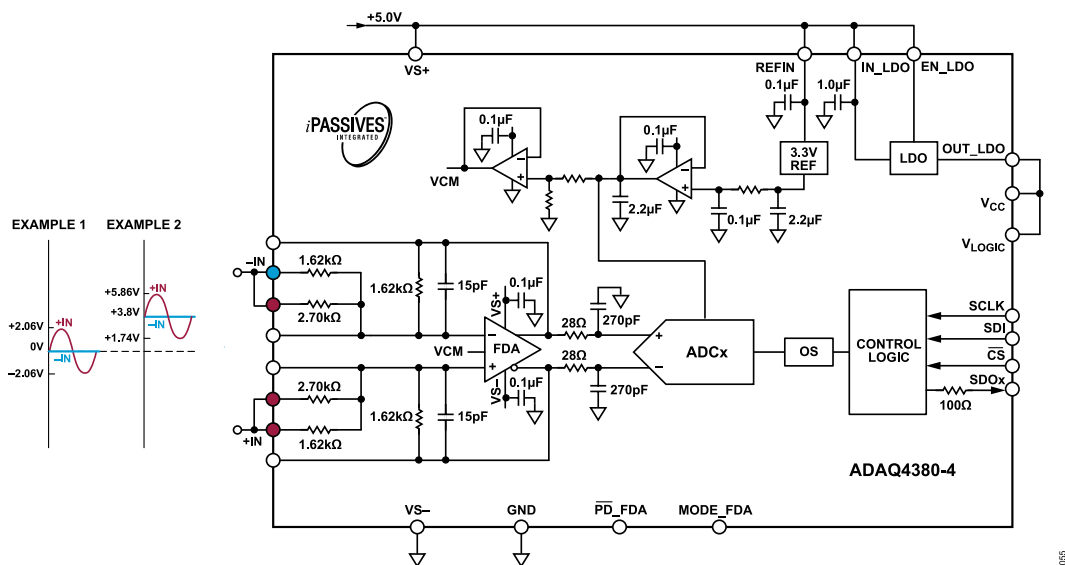 +5.0V
VS+
REFIN
IN_LDO
EN_LDO
0.1µF
1.0µF
iPASSIVES™
INTEGRATED
0.1µF
0.1µF
3.3V
REF
LDO
OUT_LDO
VCM
2.2µF
0.1µF
2.2µF
VCC
VLOGIC
EXAMPLE 1
EXAMPLE 2
+IN
+5.86V
+3.8V
–IN
+1.74V
+IN
+2.06V
0V
–IN
–2.06V
–IN
1.62kΩ
2.70kΩ
1.62kΩ
15pF
VS+
0.1µF
28Ω
270pF
VCM
FDA
28Ω
VS–
0.1µF
270pF
ADCx
OS
CONTROL
LOGIC
SCLK
SDI
CS
SDOx
100Ω
2.70kΩ
1.62kΩ
+IN
1.62kΩ
15pF
ADAQ4380-4
VS–
GND
PD_FDA
MODE_FDA
055